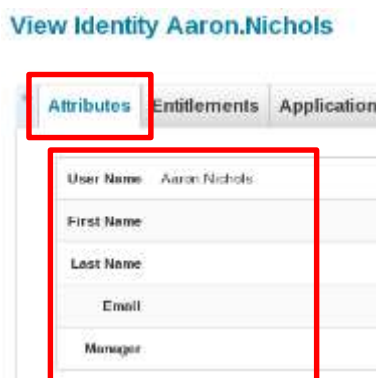 View Identity Aaron.Nichols
Attributes Entitlements Application
User Name Aaron.Nichols
First Name
Last Name
Email
Manager